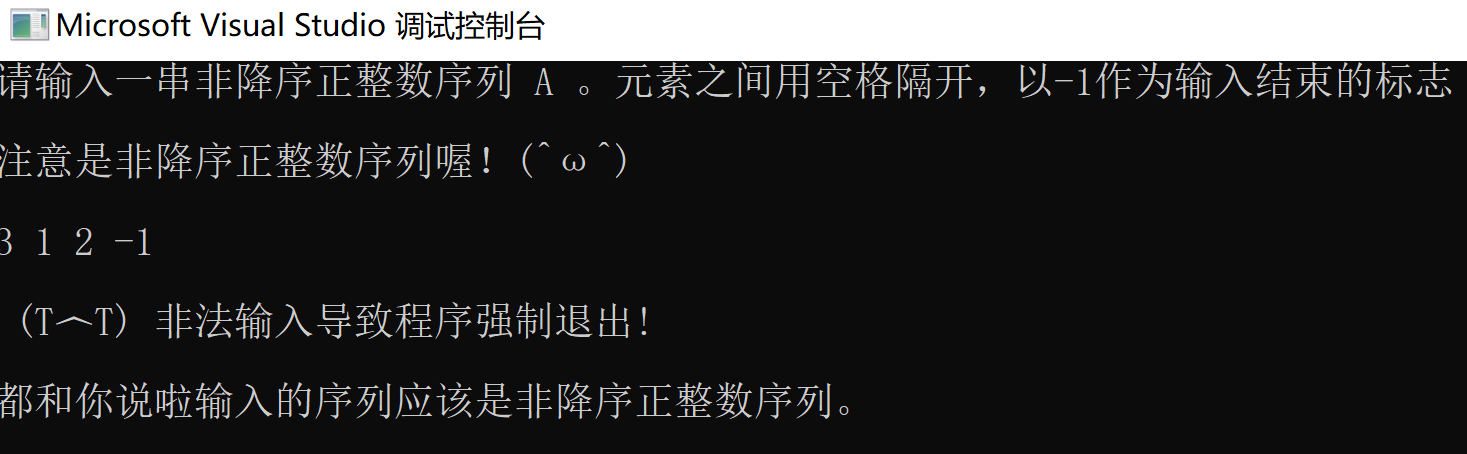 Microsoft Visual Studio 调试控制台
请输入一串非降序正整数序列 A 。元素之间用空格隔开，以-1作为输入结束的标志
注意是非降序正整数序列喔！(^ω^)
3 1 2 -1
(T︿T) 非法输入导致程序强制退出！
都和你说啦输入的序列应该是非降序正整数序列。